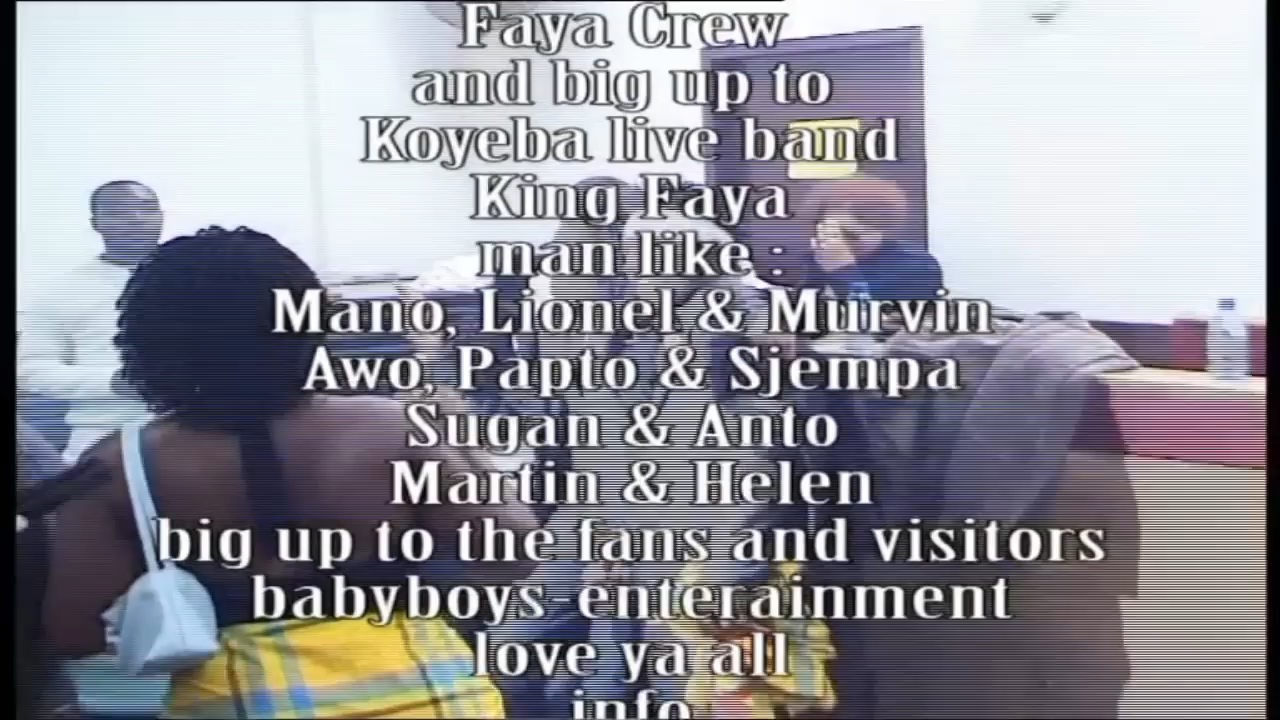 Faya Crew
and big up to
Koyeba live band
King Faya
man like :
Mano, Lionel & Murvin
Awo, Papto & Sjempa
Sugan & Anto
Martin & Helen
big up to the fans and visitors
babyboys-enterainment
love ya all
info